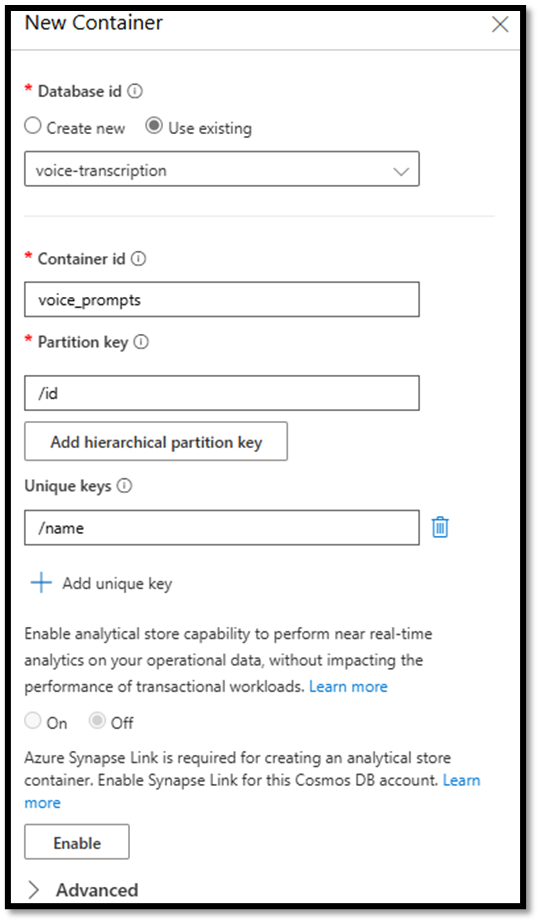 New Container
* Database id
Create new Use existing
voice-transcription
* Container id
voice_prompts
* Partition key
/id
Add hierarchical partition key
Unique keys
/name
Add unique key
Enable analytical store capability to perform near real-time
analytics on your operational data, without impacting the
performance of transactional workloads. Learn more
On Off
Azure Synapse Link is required for creating an analytical store
container. Enable Synapse Link for this Cosmos DB account. Learn
more
Enable
Advanced